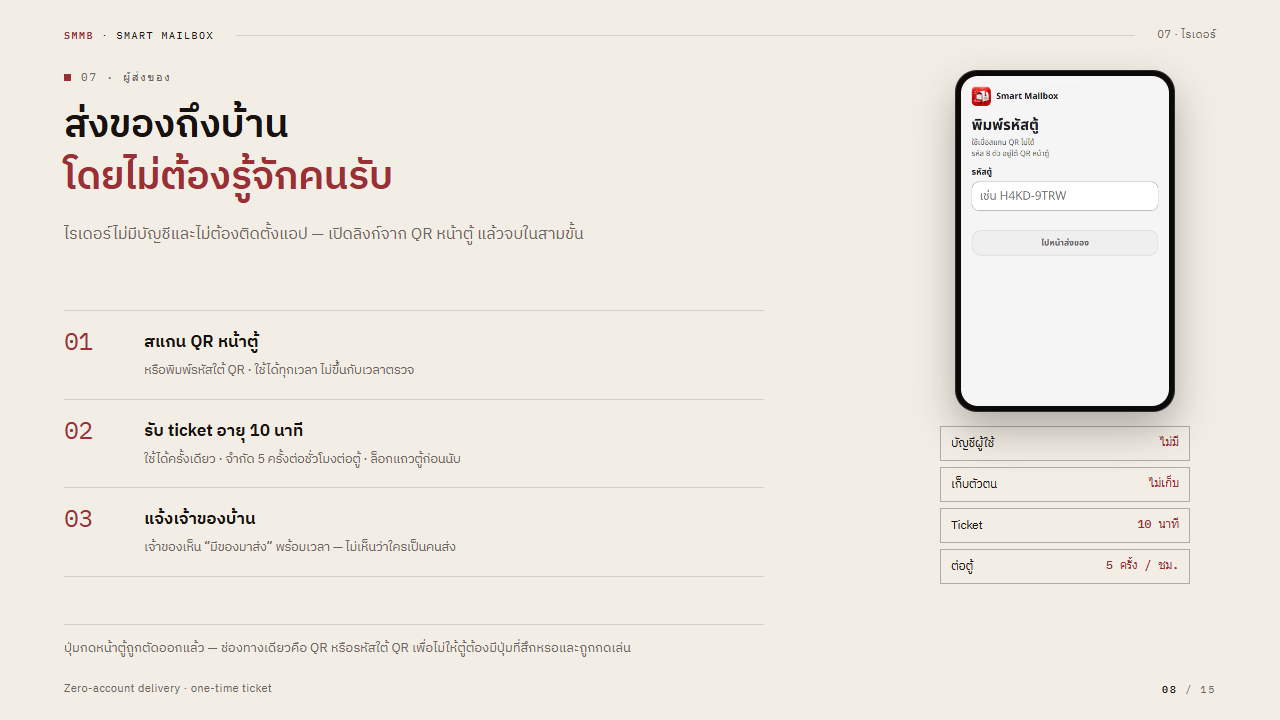 SMMB · SMART MAILBOX
07 · ไรเดอร์
07 · ผู้ส่งของ
ส่งของถึงบ้าน
โดยไม่ต้องรู้จักคนรับ
ไรเดอร์ไม่มีบัญชีและไม่ต้องติดตั้งแอป — เปิดลิงก์จาก QR หน้าตู้ แล้วจบในสามขั้น
01
สแกน QR หน้าตู้
หรือพิมพ์รหัสใต้ QR · ใช้ได้ทุกเวลา ไม่ขึ้นกับเวลาตรวจ
02
รับ ticket อายุ 10 นาที
ใช้ได้ครั้งเดียว · จำกัด 5 ครั้งต่อชั่วโมงต่อตู้ · ล็อกแถวตู้ก่อนนับ
03
แจ้งเจ้าของบ้าน
เจ้าของเห็น “มีของมาส่ง” พร้อมเวลา — ไม่เห็นว่าใครเป็นคนส่ง
ปุ่มกดหน้าตู้ถูกตัดออกแล้ว — ช่องทางเดียวคือ QR หรือรหัสใต้ QR เพื่อไม่ให้ตู้ต้องมีปุ่มที่สึกหรอและถูกกดเล่น
Smart Mailbox
พิมพ์รหัสตู้
ใช้เมื่อสแกน QR ไม่ได้
รหัส 8 ตัว อยู่ใต้ QR หน้าตู้
รหัสตู้
เช่น H4KD-9TRW
ไปหน้าส่งของ
บัญชีผู้ใช้ ไม่มี
เก็บตัวตน ไม่เก็บ
Ticket 10 นาที
ต่อตู้ 5 ครั้ง / ชม.
Zero-account delivery · one-time ticket
08 / 15